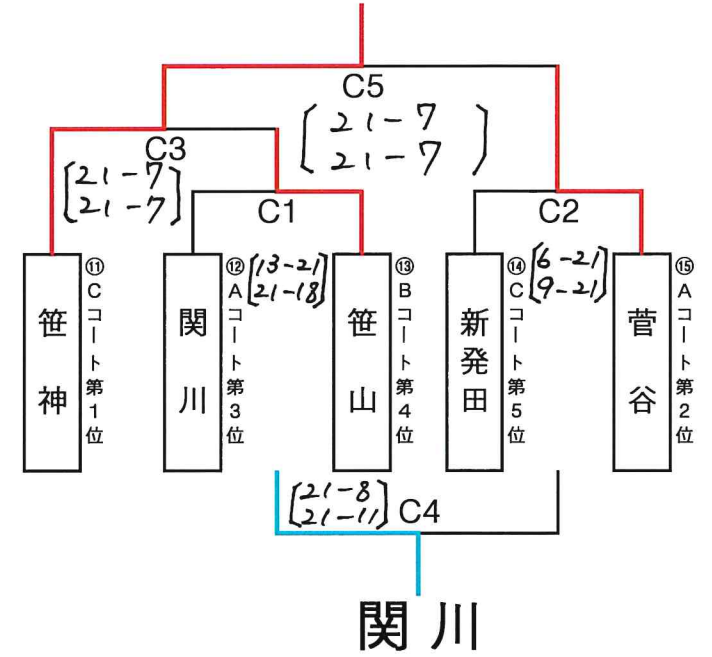 C5
21-7
21-7
C3
21-7
21-7
C1
C2
13-21
21-18
6-21
9-21
笹神
⑪Cコート第1位
関川
⑫Aコート第3位
笹山
⑬Bコート第4位
新発田
⑭Cコート第5位
菅谷
⑮Aコート第2位
21-8
21-11
C4
関川